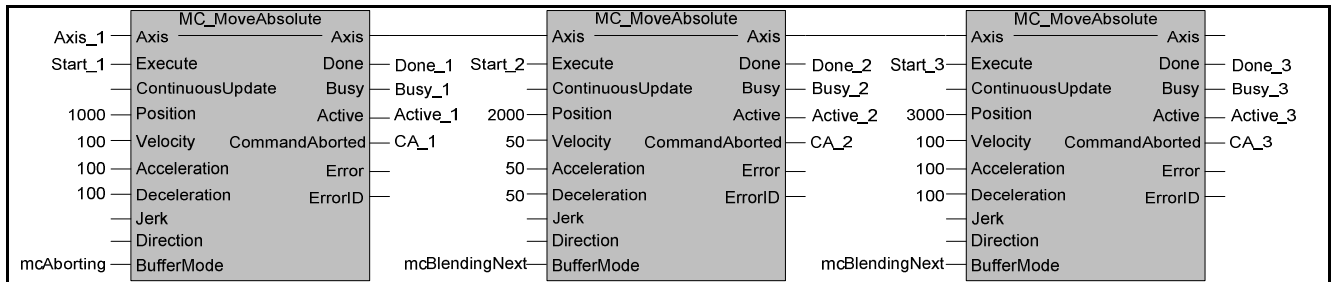 MC_MoveAbsolute MC_MoveAbsolute MC_MoveAbsolute
Axis_1 Axis Axis Axis Axis Axis Axis
Start_1 Execute Done Done_1 Start_2 Execute Done Done_2 Start_3 Execute Done Done_3
ContinuousUpdate Busy Busy_1 ContinuousUpdate Busy Busy_2 ContinuousUpdate Busy Busy_3
1000 Position Active Active_1 2000 Position Active Active_2 3000 Position Active Active_3
100 Velocity CommandAborted CA_1 50 Velocity CommandAborted CA_2 100 Velocity CommandAborted CA_3
100 Acceleration Error 50 Acceleration Error 100 Acceleration Error
100 Deceleration ErrorID 50 Deceleration ErrorID 100 Deceleration ErrorID
Jerk Jerk Jerk
Direction Direction Direction
mcAborting BufferMode mcBlendingNext BufferMode mcBlendingNext BufferMode